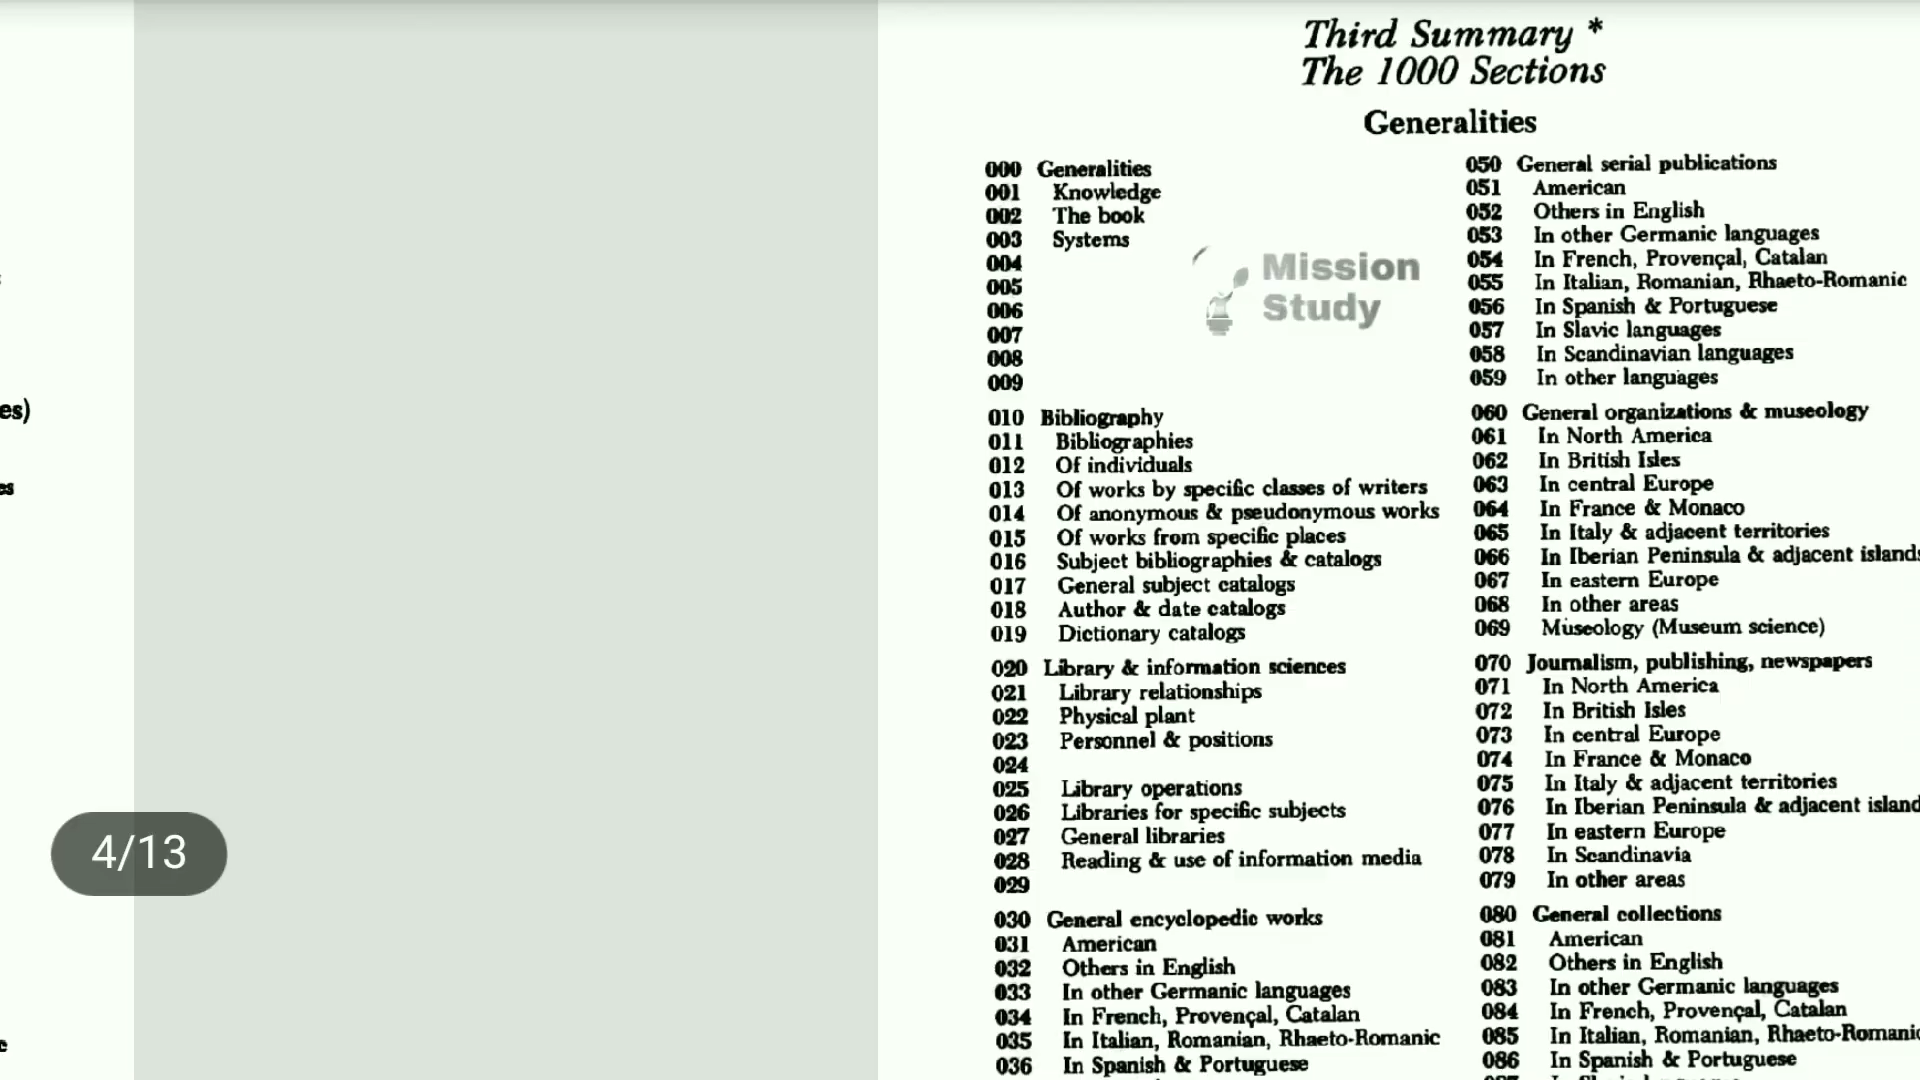 Third Summary *
The 1000 Sections
Generalities
000 Generalities
001 Knowledge
002 The book
003 Systems
004
005
006
007
008
009
010 Bibliography
011 Bibliographies
012 Of individuals
013 Of works by specific classes of writers
014 Of anonymous & pseudonymous works
015 Of works from specific places
016 Subject bibliographies & catalogs
017 General subject catalogs
018 Author & date catalogs
019 Dictionary catalogs
020 Library & information sciences
021 Library relationships
022 Physical plant
023 Personnel & positions
024
025 Library operations
026 Libraries for specific subjects
027 General libraries
028 Reading & use of information media
029
030 General encyclopedic works
031 American
032 Others in English
033 In other Germanic languages
034 In French, Provençal, Catalan
035 In Italian, Romanian, Rhaeto-Romanic
036 In Spanish & Portuguese
050 General serial publications
051 American
052 Others in English
053 In other Germanic languages
054 In French, Provençal, Catalan
055 In Italian, Romanian, Rhaeto-Romanic
056 In Spanish & Portuguese
057 In Slavic languages
058 In Scandinavian languages
059 In other languages
060 General organizations & museology
061 In North America
062 In British Isles
063 In central Europe
064 In France & Monaco
065 In Italy & adjacent territories
066 In Iberian Peninsula & adjacent islands
067 In eastern Europe
068 In other areas
069 Museology (Museum science)
070 Journalism, publishing, newspapers
071 In North America
072 In British Isles
073 In central Europe
074 In France & Monaco
075 In Italy & adjacent territories
076 In Iberian Peninsula & adjacent island
077 In eastern Europe
078 In Scandinavia
079 In other areas
080 General collections
081 American
082 Others in English
083 In other Germanic languages
084 In French, Provençal, Catalan
085 In Italian, Romanian, Rhaeto-Romanic
086 In Spanish & Portuguese
Mission
Study
es)
es
4/13